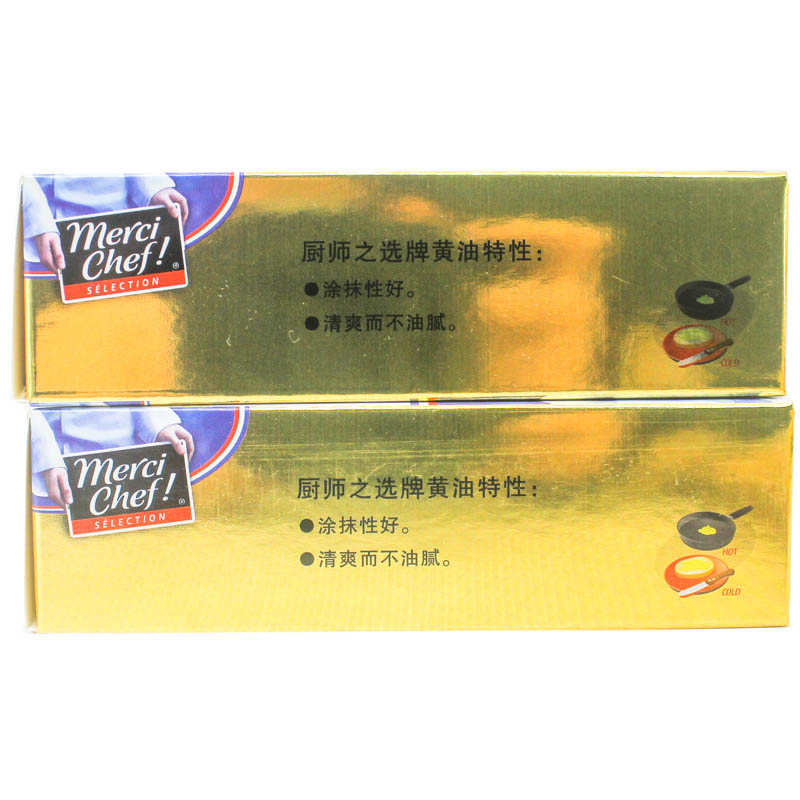 Merci
Chef!®
SÉLECTION
厨师之选牌黄油特性：
●涂抹性好。
●清爽而不油腻。
HOT
COLD
Merci
Chef!®
SÉLECTION
厨师之选牌黄油特性：
●涂抹性好。
●清爽而不油腻。
HOT
COLD